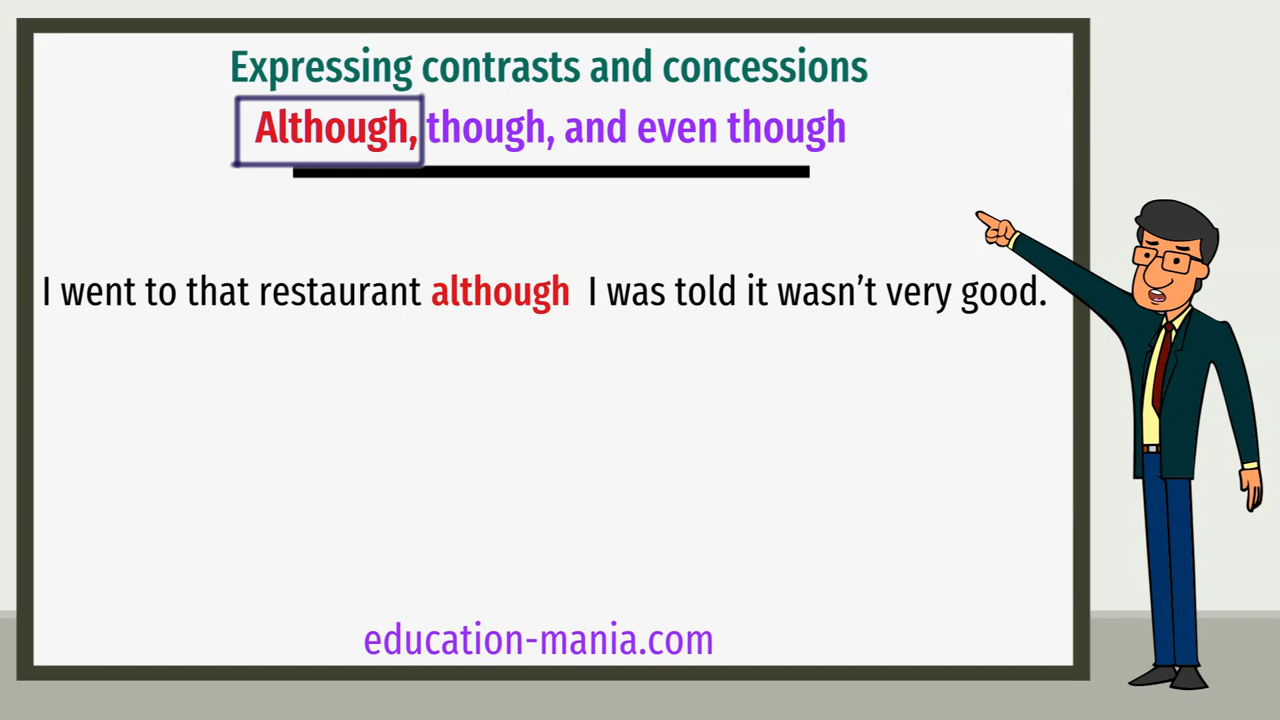 Expressing contrasts and concessions
Although, though, and even though
I went to that restaurant although I was told it wasn’t very good.
education-mania.com